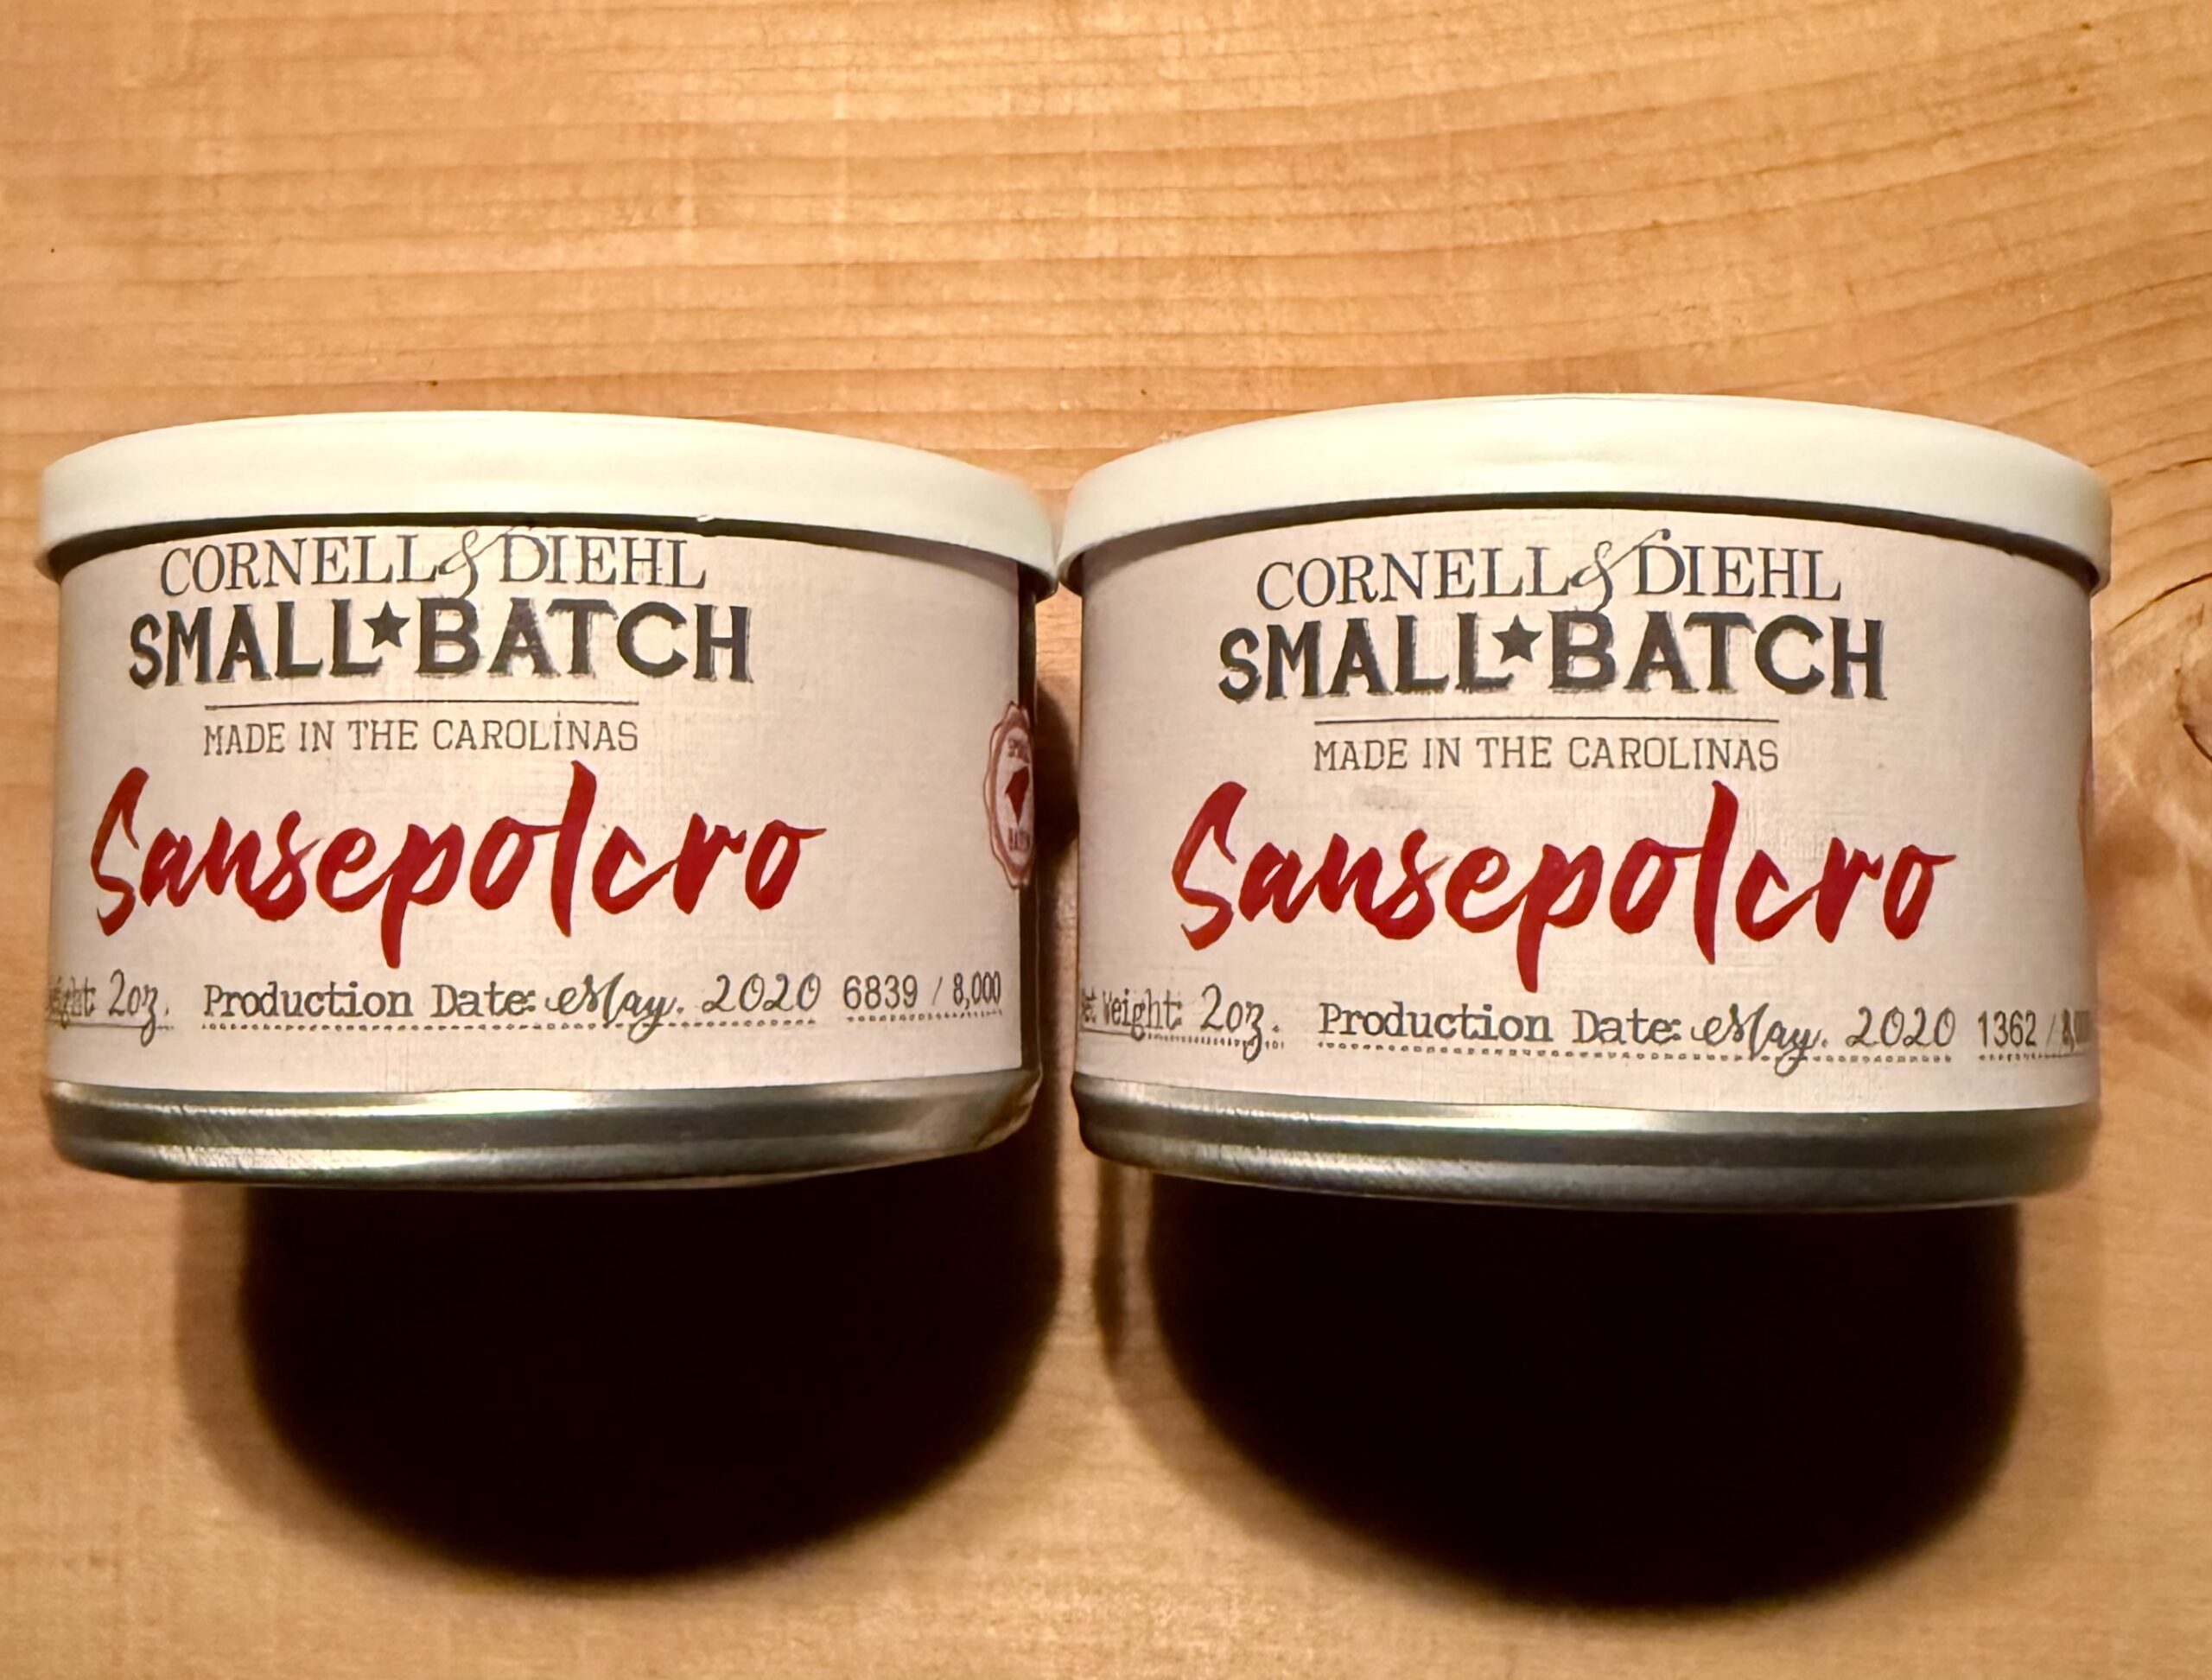 CORNELL & DIEHL
SMALL★BATCH
MADE IN THE CAROLINAS
Sansepolcro
2oz. Production Date: May. 2020 6839 / 8,000
CORNELL & DIEHL
SMALL★BATCH
MADE IN THE CAROLINAS
Sansepolcro
Weight: 2oz. Production Date: May. 2020 1362 /